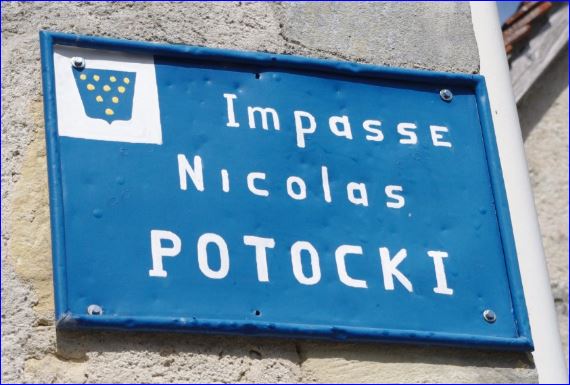 Impasse
Nicolas
POTOCKI